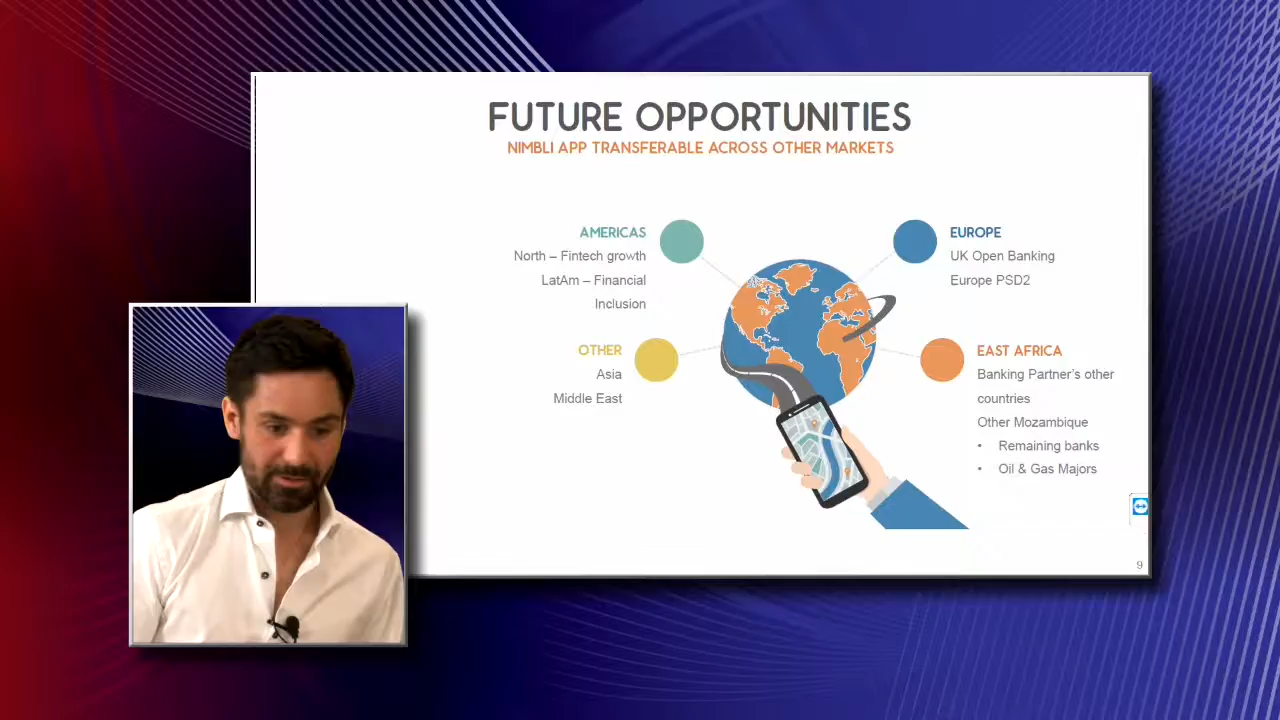 FUTURE OPPORTUNITIES
NIMBLI APP TRANSFERABLE ACROSS OTHER MARKETS
AMERICAS
North – Fintech growth
LatAm – Financial
Inclusion
OTHER
Asia
Middle East
EUROPE
UK Open Banking
Europe PSD2
EAST AFRICA
Banking Partner's other
countries
Other Mozambique
• Remaining banks
• Oil & Gas Majors
9